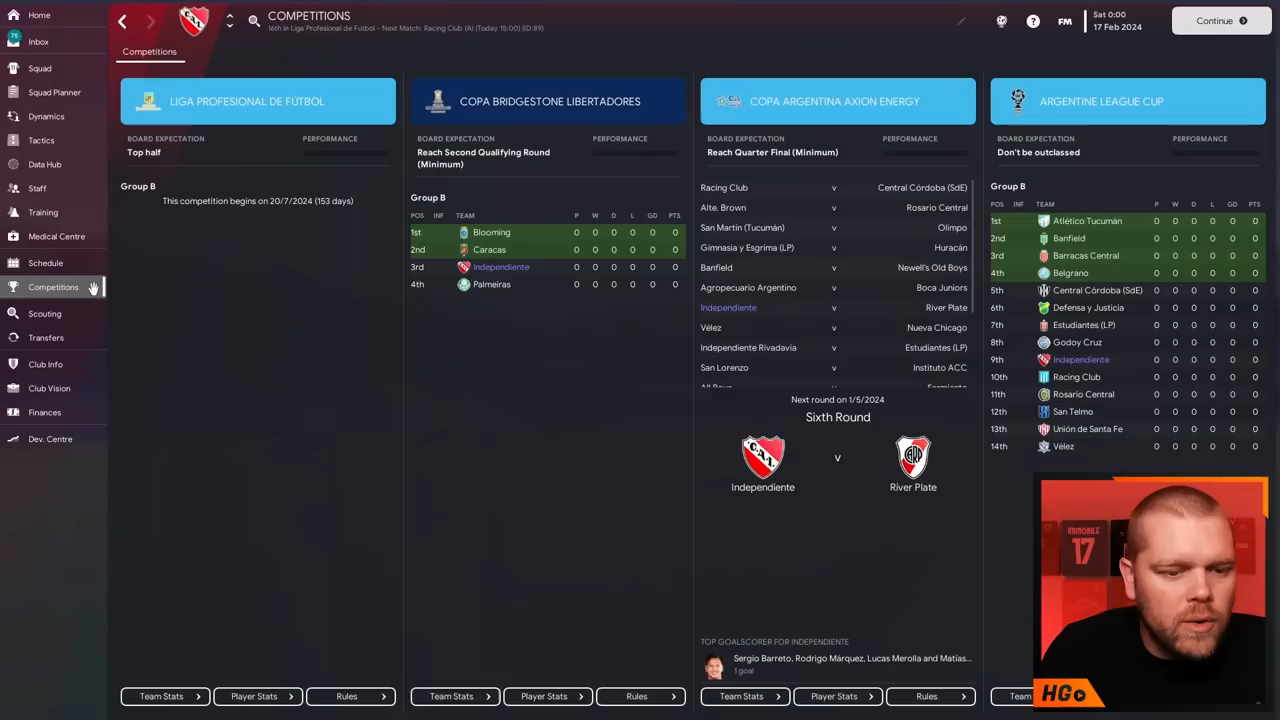 Home
75
Inbox
Squad
Squad Planner
Dynamics
Tactics
Data Hub
Staff
Training
Medical Centre
Schedule
Competitions
Scouting
Transfers
Club Info
Club Vision
Finances
Dev. Centre
C.A.I.
COMPETITIONS
16th in Liga Profesional de Fútbol - Next Match: Racing Club (A) (Today 15:00) (ID:89)
FM
Sat 0:00
17 Feb 2024
Continue
Competitions
LIGA PROFESIONAL DE FÚTBOL
BOARD EXPECTATION PERFORMANCE
Top half
Group B
This competition begins on 20/7/2024 (153 days)
Team Stats Player Stats Rules
COPA BRIDGESTONE LIBERTADORES
BOARD EXPECTATION PERFORMANCE
Reach Second Qualifying Round
(Minimum)
Group B
POS INF TEAM P W D L GD PTS
1st Blooming 0 0 0 0 0 0
2nd Caracas 0 0 0 0 0 0
3rd Independiente 0 0 0 0 0 0
4th Palmeiras 0 0 0 0 0 0
Team Stats Player Stats Rules
COPA ARGENTINA AXION ENERGY
BOARD EXPECTATION PERFORMANCE
Reach Quarter Final (Minimum)
Racing Club v Central Córdoba (SdE)
Alte. Brown v Rosario Central
San Martín (Tucumán) v Olimpo
Gimnasia y Esgrima (LP) v Huracán
Banfield v Newell's Old Boys
Agropecuario Argentino v Boca Juniors
Independiente v River Plate
Vélez v Nueva Chicago
Independiente Rivadavia v Estudiantes (LP)
San Lorenzo v Instituto ACC
All Boys v Sarmiento
Next round on 1/5/2024
Sixth Round
C.A.I. v CARP
Independiente River Plate
TOP GOALSCORER FOR INDEPENDIENTE
Sergio Barreto, Rodrigo Márquez, Lucas Merolla and Matías...
1 goal
Team Stats Player Stats Rules
ARGENTINE LEAGUE CUP
BOARD EXPECTATION PERFORMANCE
Don't be outclassed
Group B
POS INF TEAM P W D L GD PTS
1st Atlético Tucumán 0 0 0 0 0 0
2nd Banfield 0 0 0 0 0 0
3rd Barracas Central 0 0 0 0 0 0
4th Belgrano 0 0 0 0 0 0
5th Central Córdoba (SdE) 0 0 0 0 0 0
6th Defensa y Justicia 0 0 0 0 0 0
7th Estudiantes (LP) 0 0 0 0 0 0
8th Godoy Cruz 0 0 0 0 0 0
9th Independiente 0 0 0 0 0 0
10th Racing Club 0 0 0 0 0 0
11th Rosario Central 0 0 0 0 0 0
12th San Telmo 0 0 0 0 0 0
13th Unión de Santa Fe 0 0 0 0 0 0
14th Vélez 0 0 0 0 0 0
Team
IMMOBILE
17
HG